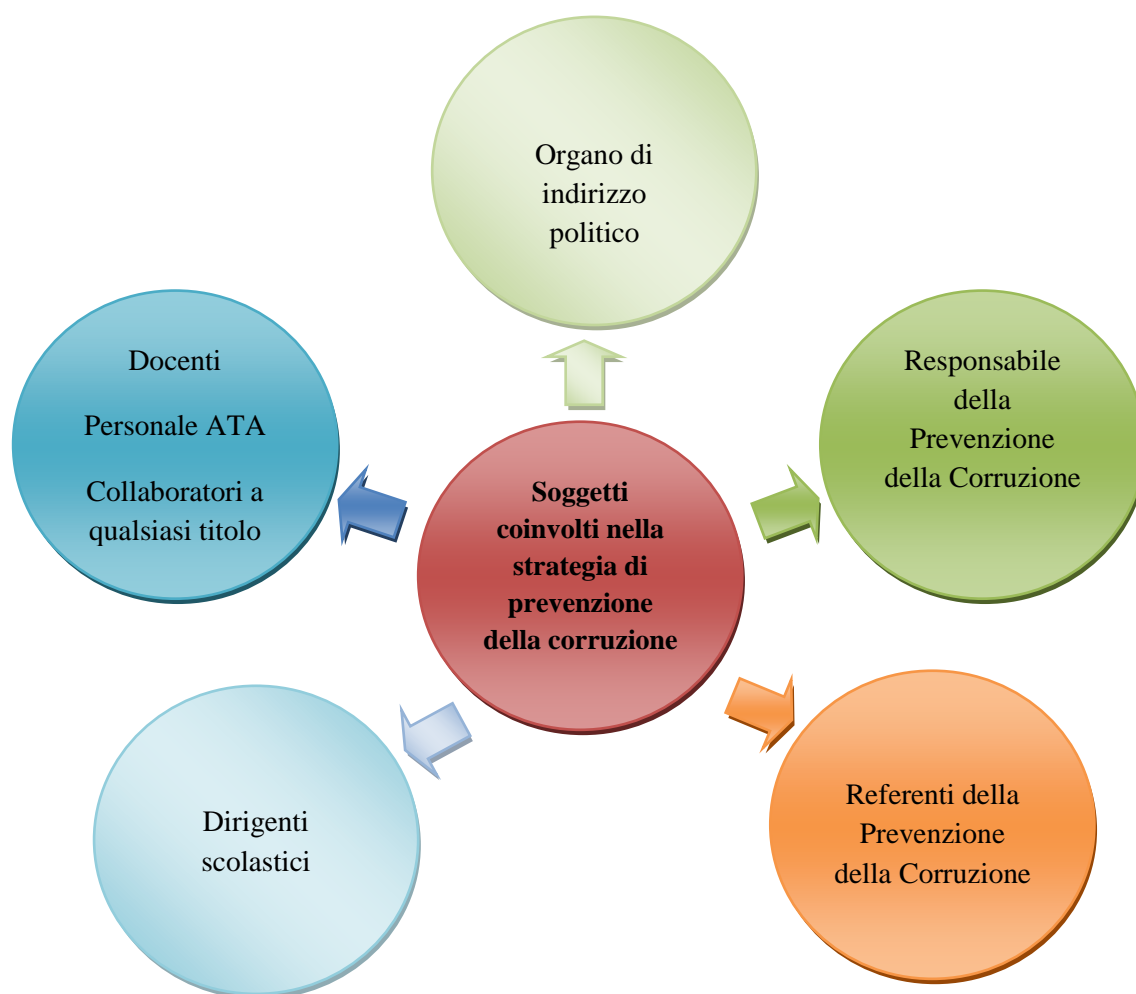 Organo di
indirizzo
politico
Docenti
Personale ATA
Collaboratori a
qualsiasi titolo
Responsabile
della
Prevenzione
della Corruzione
Soggetti
coinvolti nella
strategia di
prevenzione
della corruzione
Dirigenti
scolastici
Referenti della
Prevenzione
della Corruzione